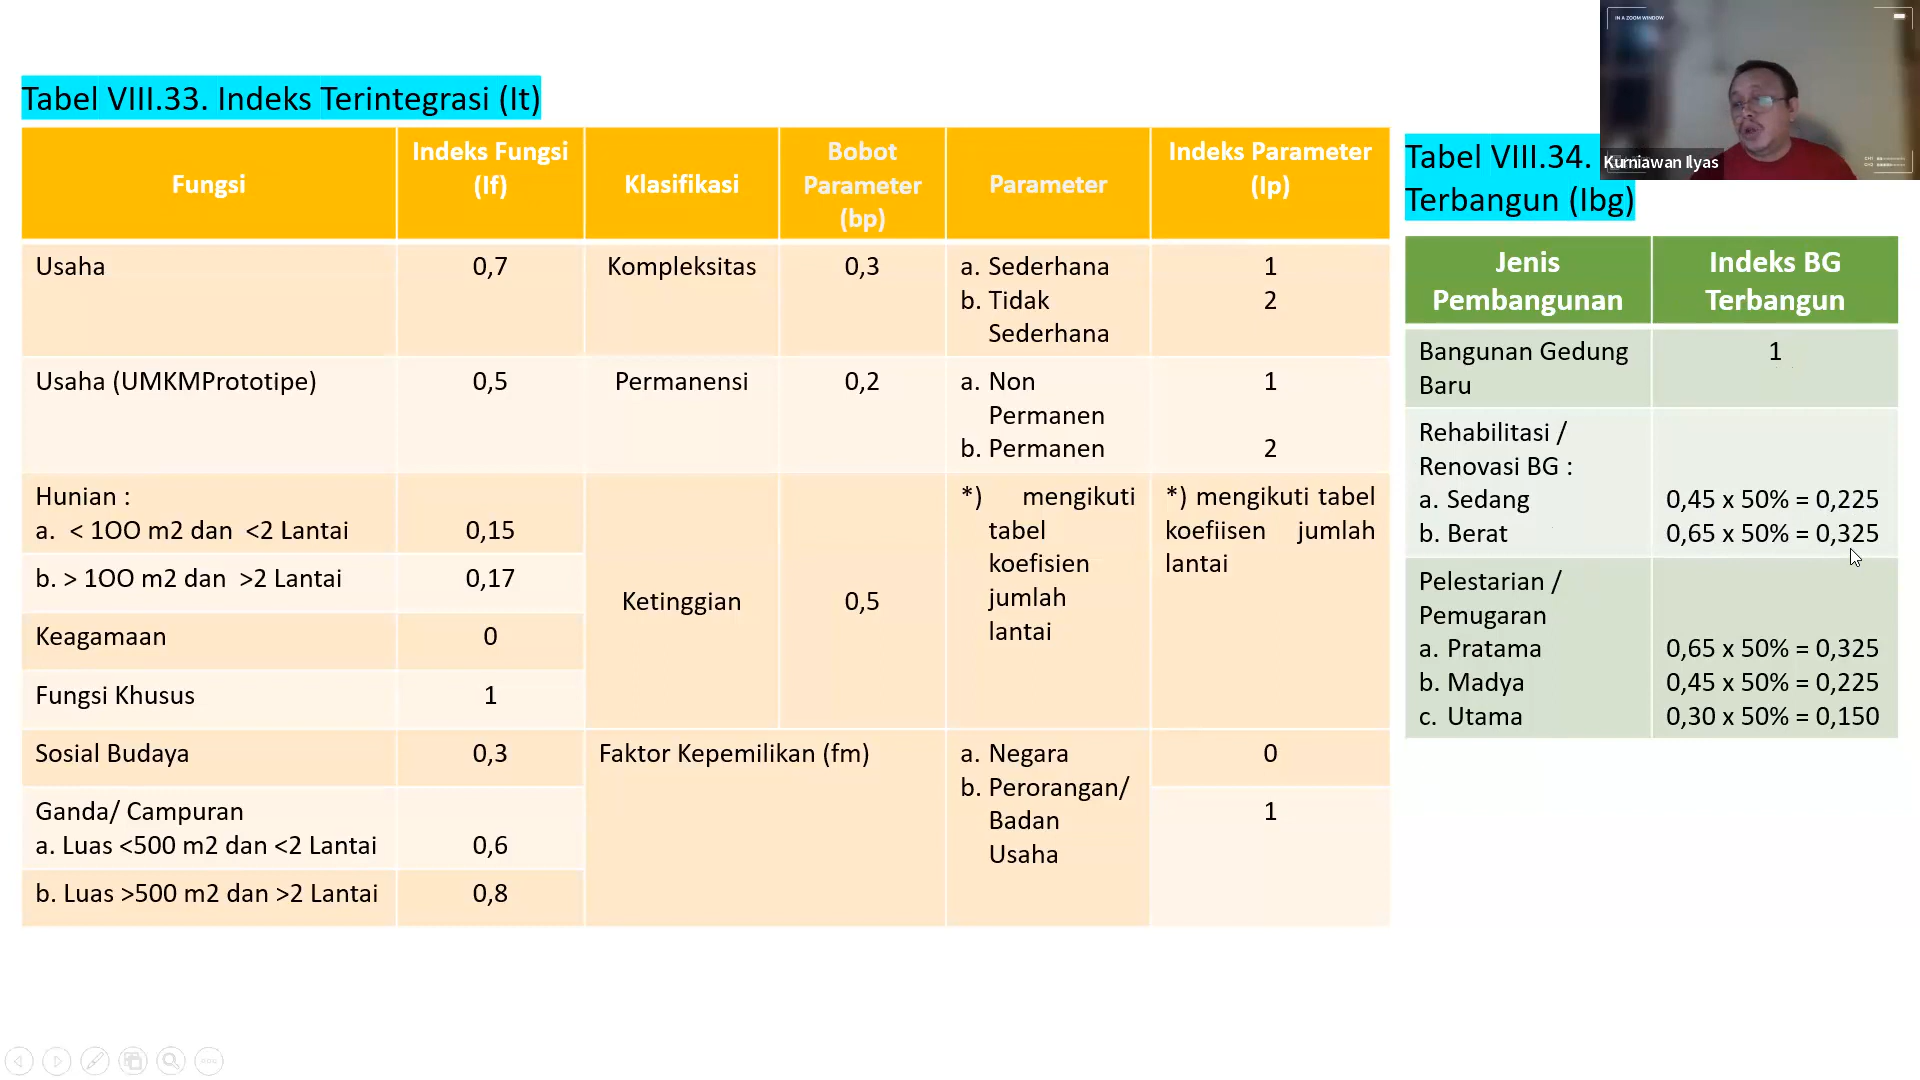 IN A ZOOM WINDOW
Kurniawan Ilyas
Tabel VIII.33. Indeks Terintegrasi (It)
Fungsi
Indeks Fungsi
(If)
Klasifikasi
Bobot
Parameter
(bp)
Parameter
Indeks Parameter
(Ip)
Usaha
0,7
Kompleksitas
0,3
a. Sederhana
b. Tidak
Sederhana
1
2
Usaha (UMKMPrototipe)
0,5
Permanensi
0,2
a. Non
Permanen
b. Permanen
1
2
Hunian :
a. < 1OO m2 dan <2 Lantai
0,15
b. > 1OO m2 dan >2 Lantai
0,17
Keagamaan
0
Fungsi Khusus
1
Ketinggian
0,5
*) mengikuti
tabel
koefisien
jumlah
lantai
*) mengikuti tabel
koefiisen jumlah
lantai
Sosial Budaya
0,3
Ganda/ Campuran
a. Luas <500 m2 dan <2 Lantai
0,6
b. Luas >500 m2 dan >2 Lantai
0,8
Faktor Kepemilikan (fm)
a. Negara
b. Perorangan/
Badan
Usaha
0
1
Tabel VIII.34.
Terbangun (Ibg)
Jenis
Pembangunan
Indeks BG
Terbangun
Bangunan Gedung
Baru
1
Rehabilitasi /
Renovasi BG :
a. Sedang
0,45 x 50% = 0,225
b. Berat
0,65 x 50% = 0,325
Pelestarian /
Pemugaran
a. Pratama
0,65 x 50% = 0,325
b. Madya
0,45 x 50% = 0,225
c. Utama
0,30 x 50% = 0,150